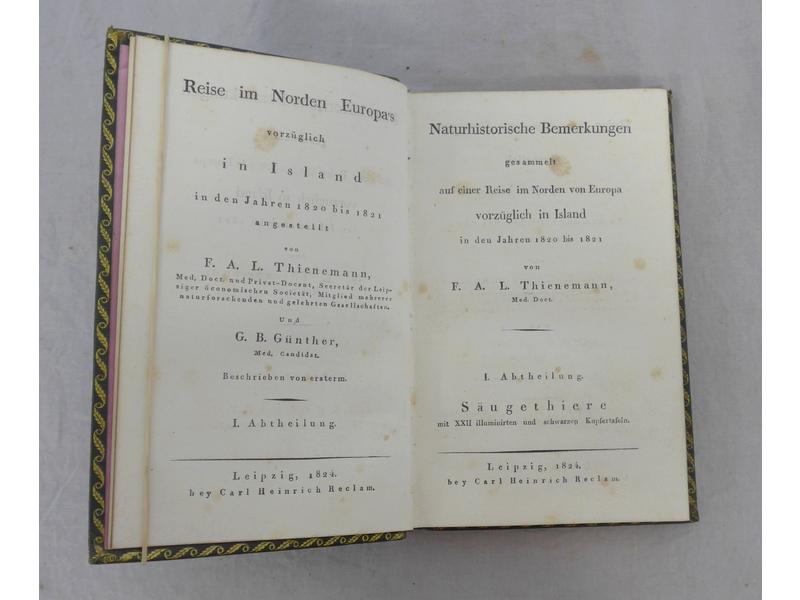 Reise im Norden Europa's
vorzüglich
in Island
in den Jahren 1820 bis 1821
angestellt
von
F. A. L. Thienemann,
Med. Doct. und Privat-Docent, Secretär der Leip-
ziger ökonomischen Societät, Mitglied mehrerer
naturforschenden und gelehrten Gesellschaften.
Und
G. B. Günther,
Med. Candidat.
Beschrieben von ersterm.
I. Abtheilung.
Leipzig, 1824.
bey Carl Heinrich Reclam.
Naturhistorische Bemerkungen
gesammelt
auf einer Reise im Norden von Europa
vorzüglich in Island
in den Jahren 1820 bis 1821
von
F. A. L. Thienemann,
Med. Doct.
I. Abtheilung.
Säugethiere
mit XXII illuminirten und schwarzen Kupfertafeln.
Leipzig, 1824.
bey Carl Heinrich Reclam.